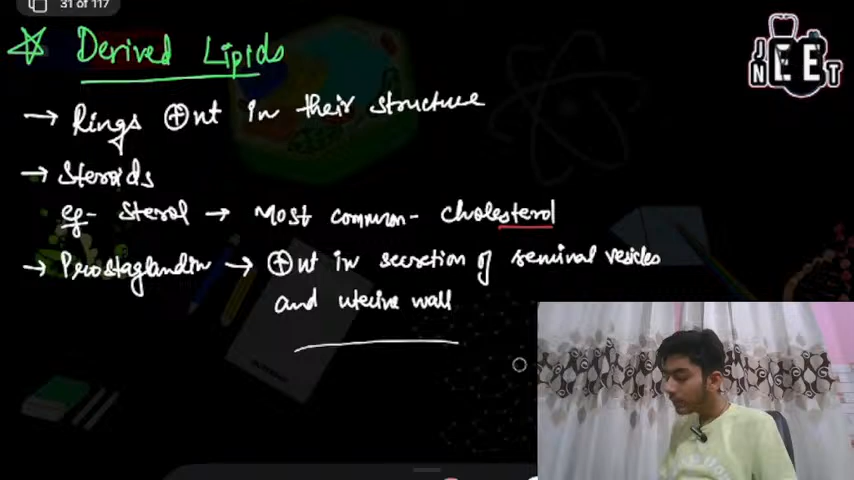 31 of 117
Derived Lipids
JNEET
→ Rings ⊕nt in their structure
→ Steroids
eg- Sterol → Most common- cholesterol
→ Prostaglandin → ⊕nt in secretion of seminal vesicles
and uterine wall